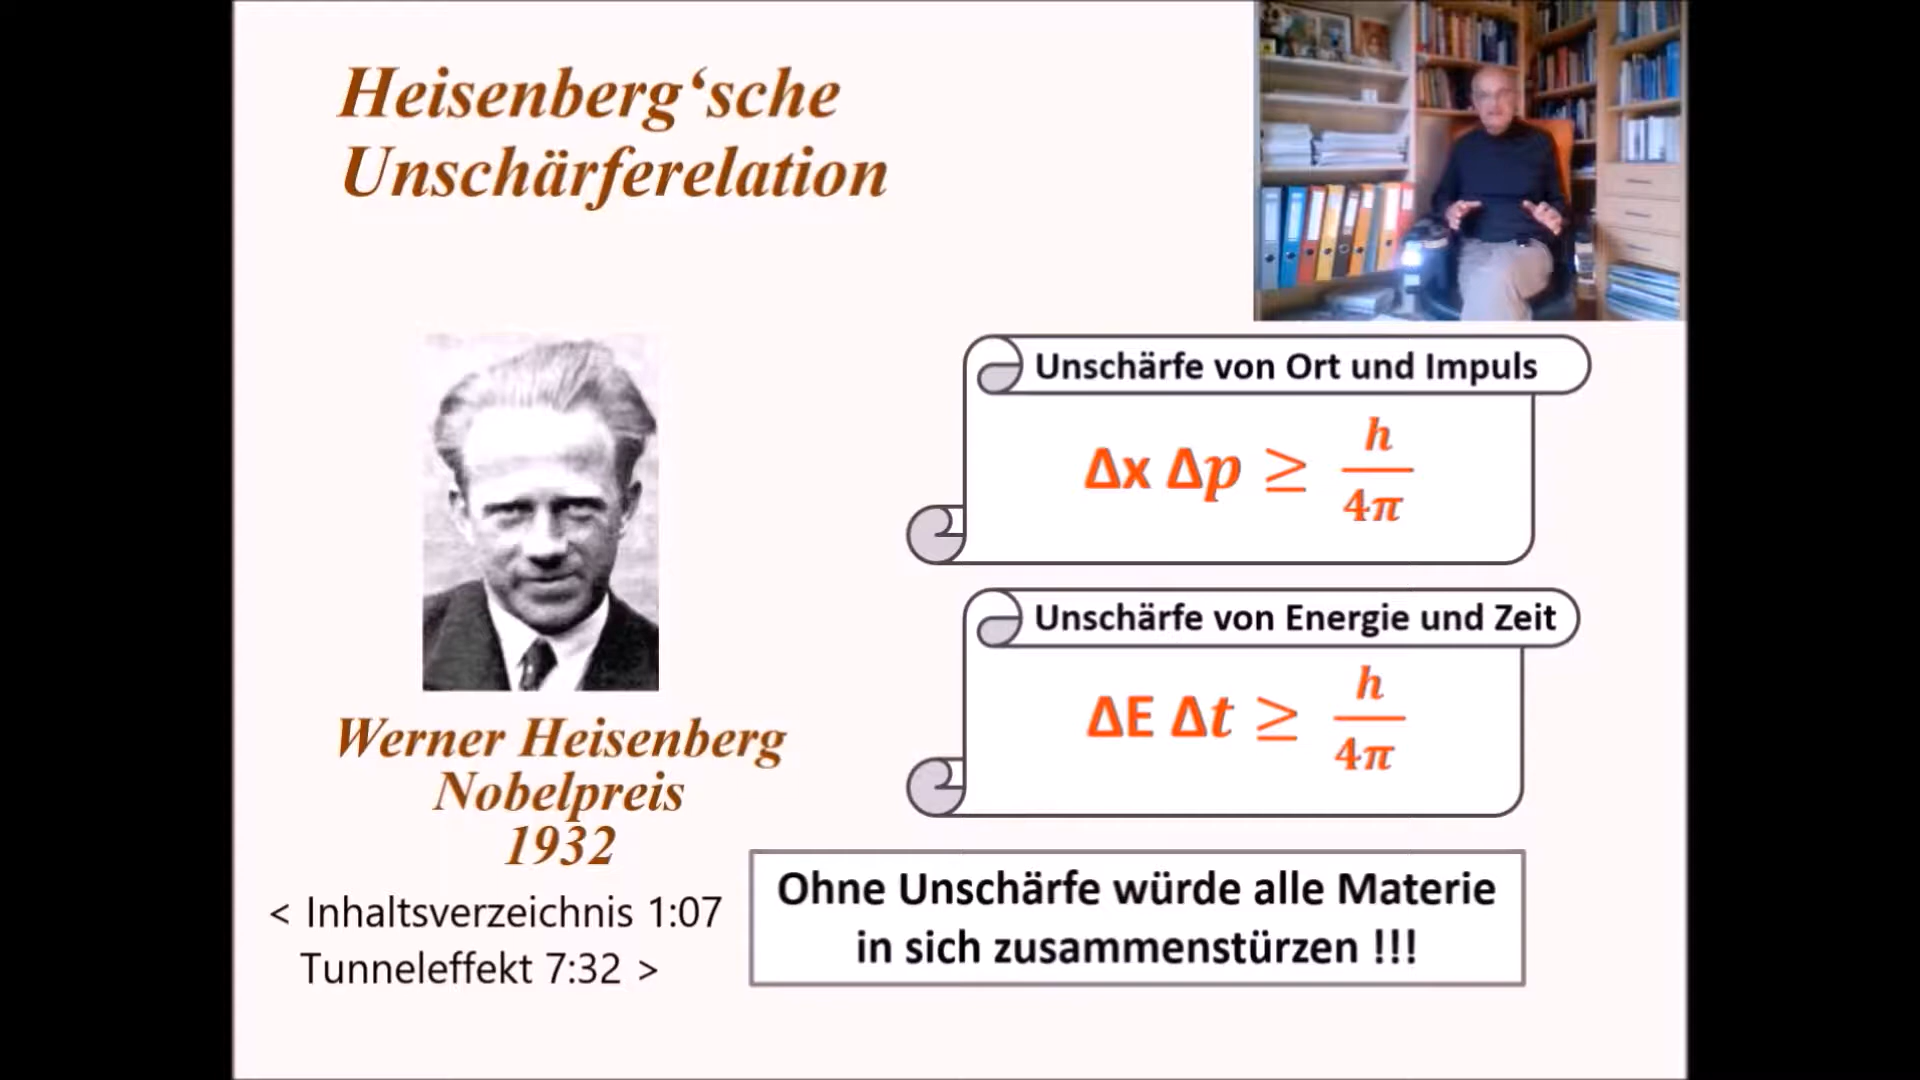 Heisenberg‘sche
Unschärferelation
Unschärfe von Ort und Impuls
Δx Δp ≥ h/4π
Unschärfe von Energie und Zeit
ΔE Δt ≥ h/4π
Werner Heisenberg
Nobelpreis
1932
< Inhaltsverzeichnis 1:07
Tunneleffekt 7:32 >
Ohne Unschärfe würde alle Materie
in sich zusammenstürzen !!!